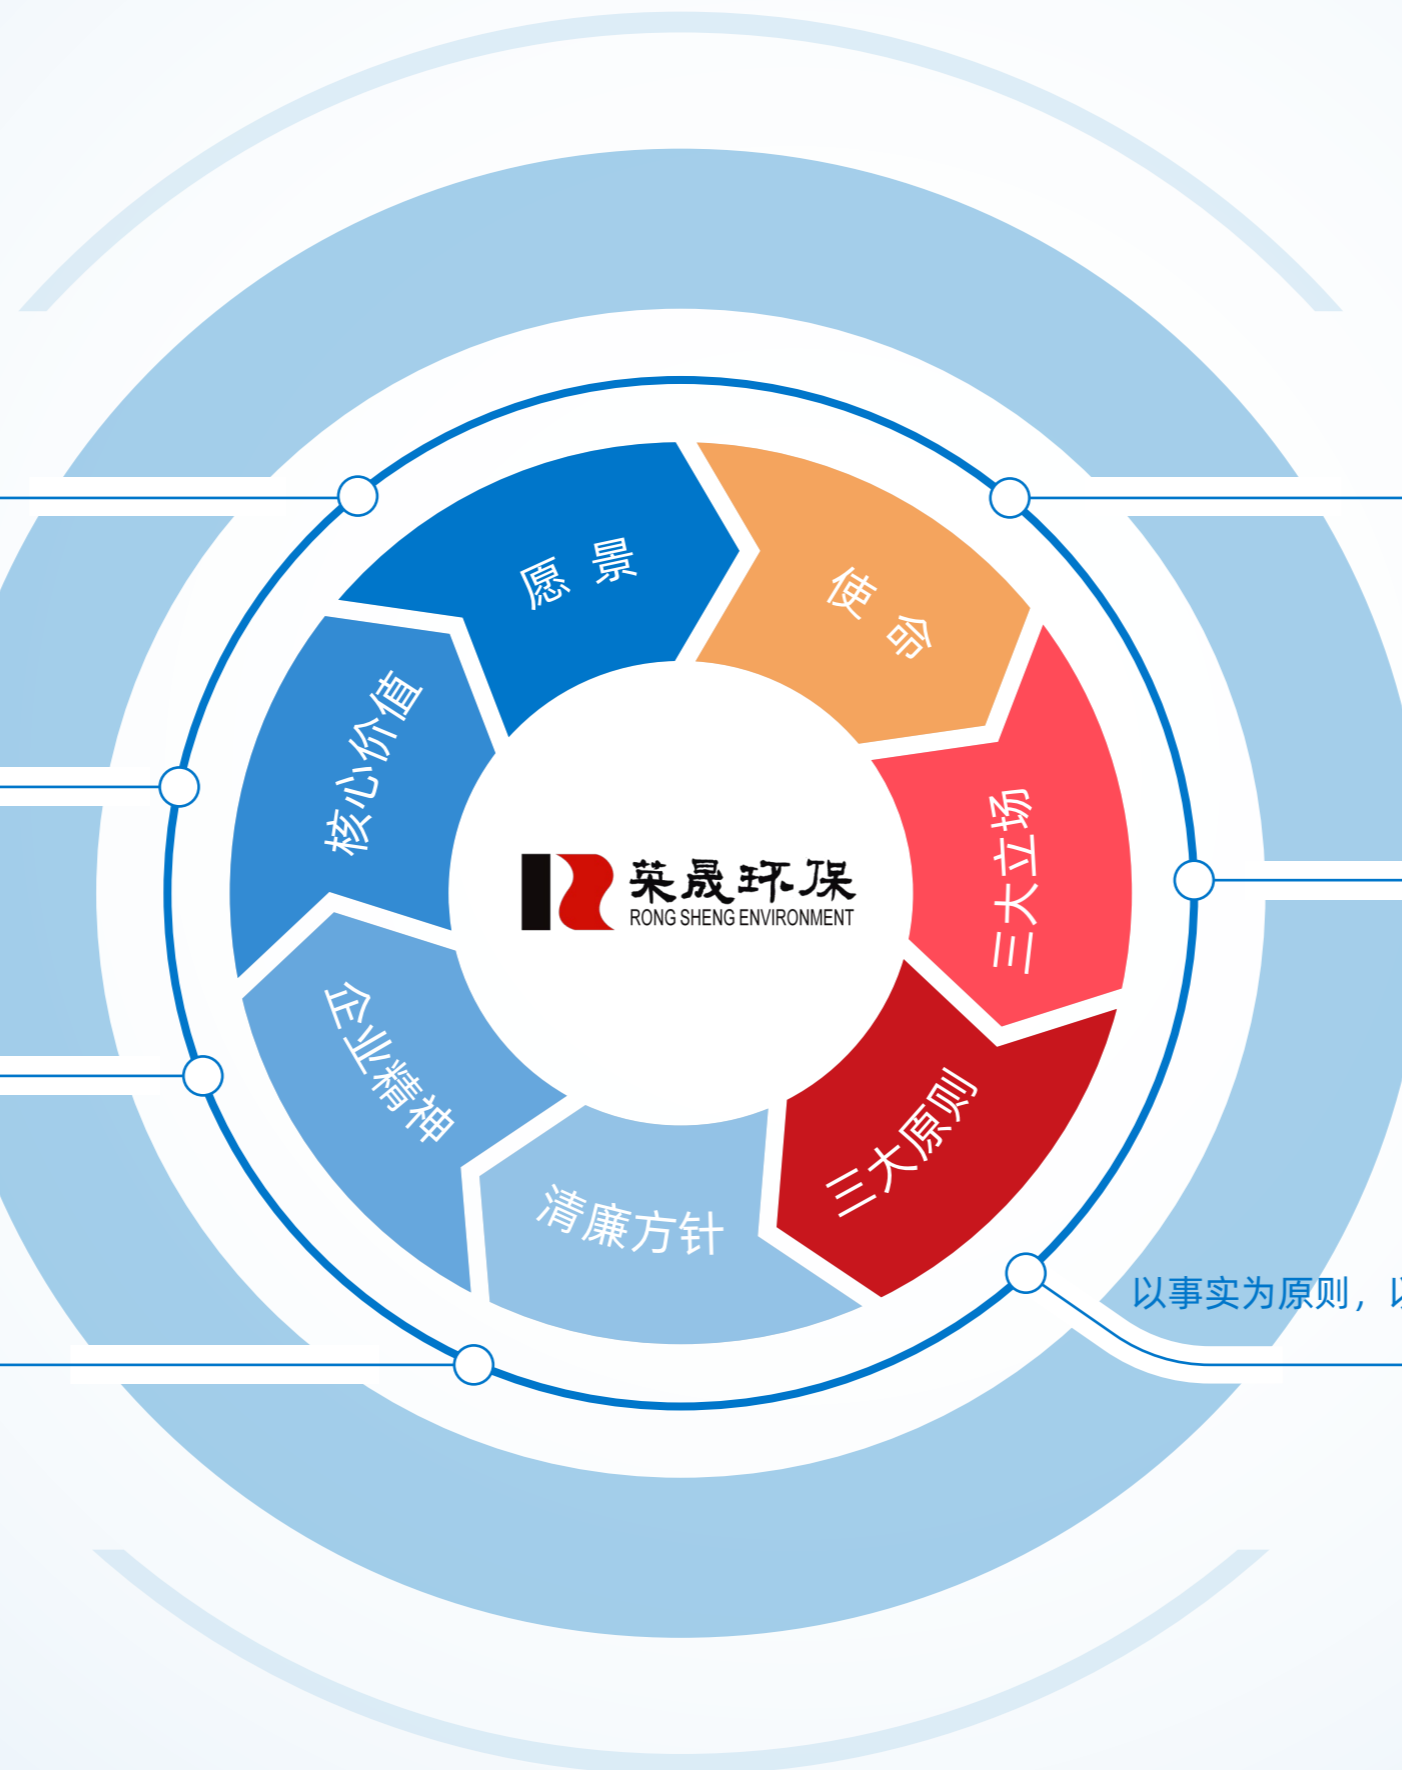 愿景
使命
核心价值
三大立场
荣晟环保
RONG SHENG ENVIRONMENT
企业精神
三大原则
清廉方针
以事实为原则，以